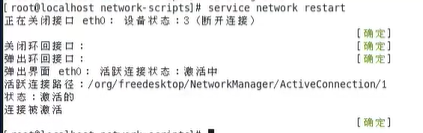 [root@localhost network-scripts]# service network restart
正在关闭接口 eth0： 设备状态：3 (断开连接)
[确定]
关闭环回接口： [确定]
弹出环回接口： [确定]
弹出界面 eth0： 活跃连接状态：激活中
活跃连接路径：/org/freedesktop/NetworkManager/ActiveConnection/1
状态：激活的
连接被激活
[确定]